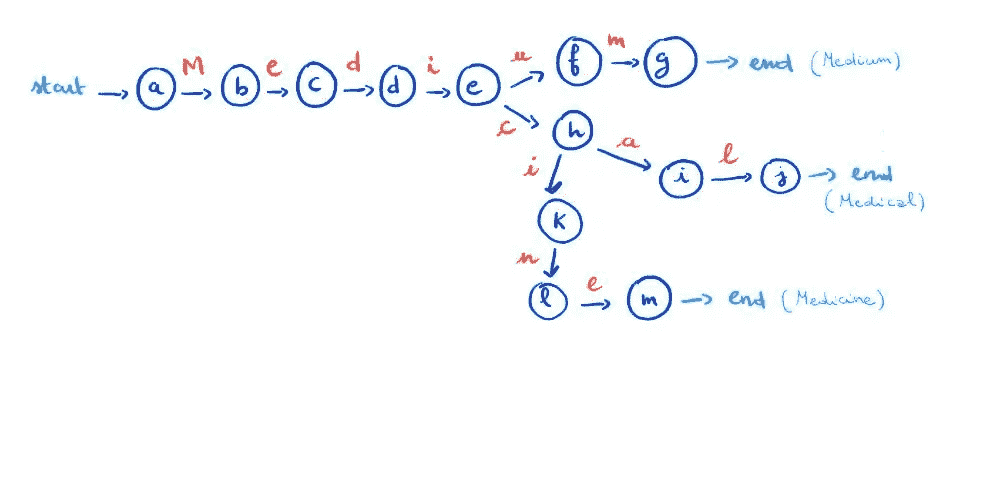 M e d i u m
start → a → b → c → d → e → f → g → end (Medium)
c h
i a i l j → end
(Medical)
k
n e
l → m → end (Medicine)